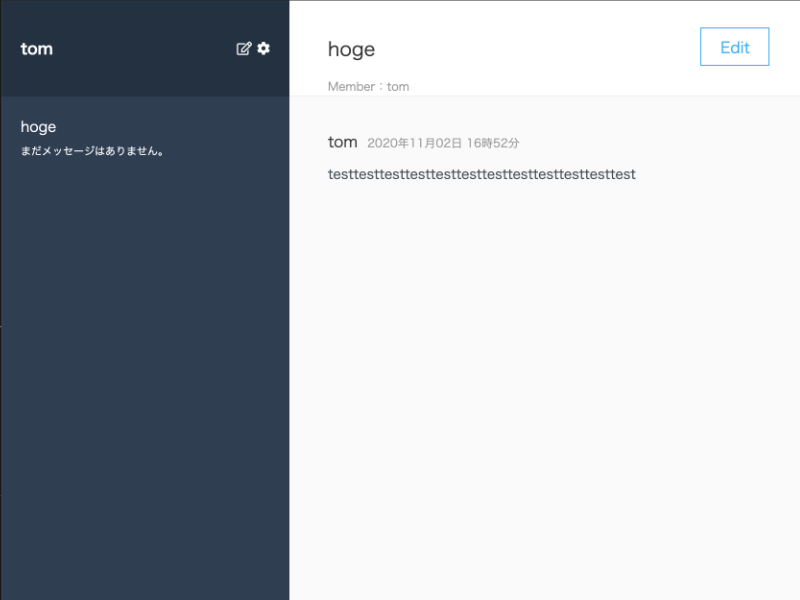 tom
hoge
まだメッセージはありません。
hoge
Member：tom
Edit
tom 2020年11月02日 16時52分
testtesttesttesttesttesttesttesttesttesttesttest